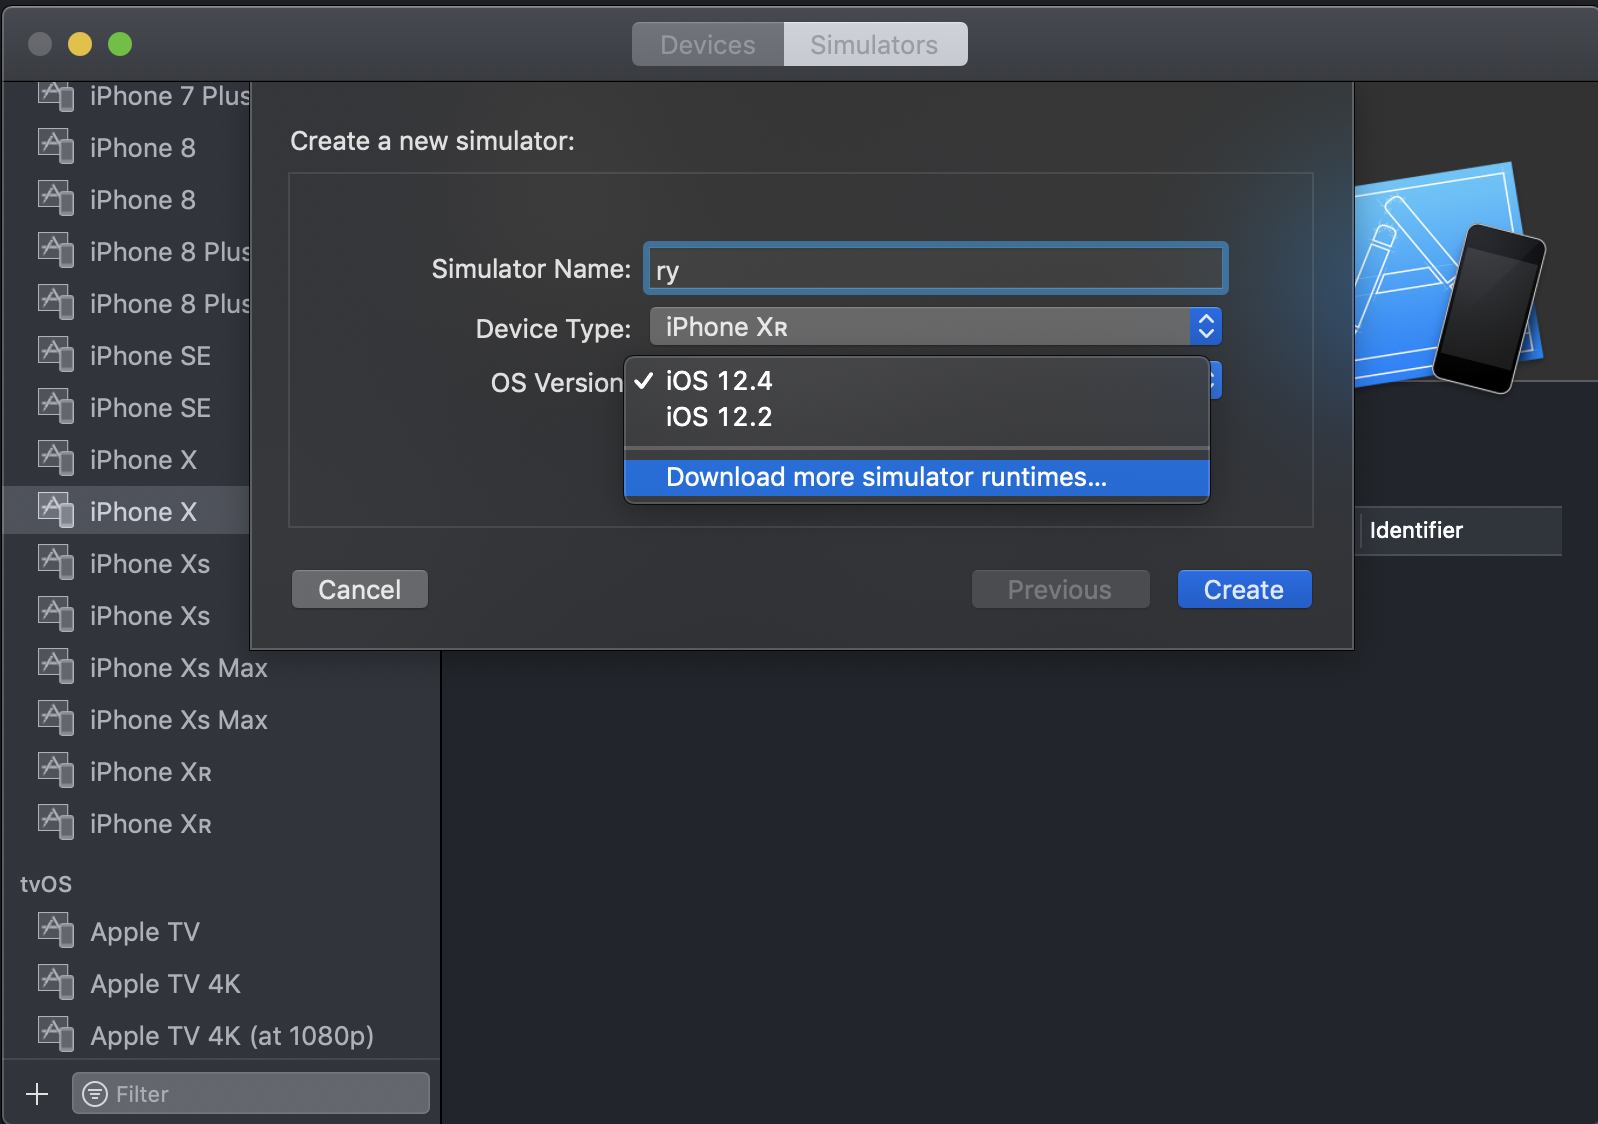 Devices
Simulators
iPhone 7 Plus
iPhone 8
iPhone 8
iPhone 8 Plus
iPhone 8 Plus
iPhone SE
iPhone SE
iPhone X
iPhone X
iPhone Xs
iPhone Xs
iPhone Xs Max
iPhone Xs Max
iPhone XR
iPhone XR
tvOS
Apple TV
Apple TV 4K
Apple TV 4K (at 1080p)
Filter
Create a new simulator:
Simulator Name: ry
Device Type: iPhone XR
OS Version
✓ iOS 12.4
iOS 12.2
Download more simulator runtimes...
Cancel
Previous
Create
Identifier